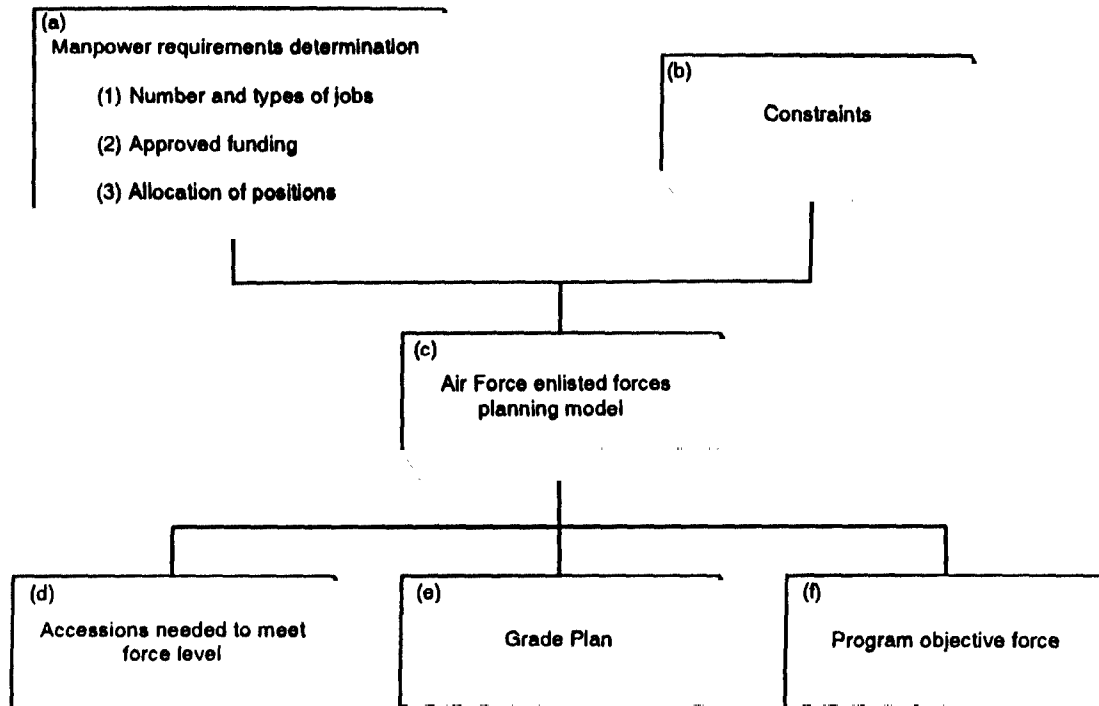 (a)
Manpower requirements determination
(1) Number and types of jobs
(2) Approved funding
(3) Allocation of positions
(b)
Constraints
(c)
Air Force enlisted forces
planning model
(d)
Accessions needed to meet
force level
(e)
Grade Plan
(f)
Program objective force